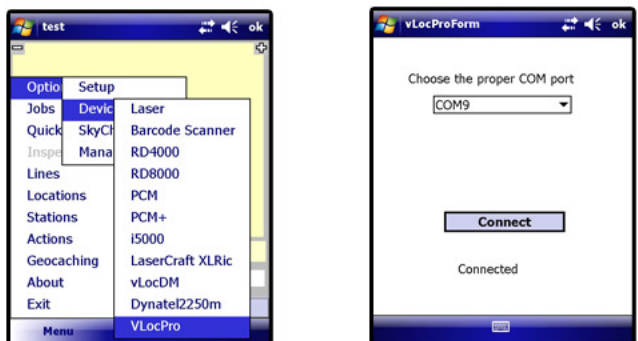 test
ok
Optio
Setup
Jobs
Devic
Laser
Quick
SkyCh
Barcode Scanner
Inspe
Mana
RD4000
Lines
RD8000
Locations
PCM
Stations
PCM+
Actions
i5000
Geocaching
LaserCraft XLRic
About
vLocDM
Exit
Dynatel2250m
Menu
VLocPro
vLocProForm
ok
Choose the proper COM port
COM9
Connect
Connected